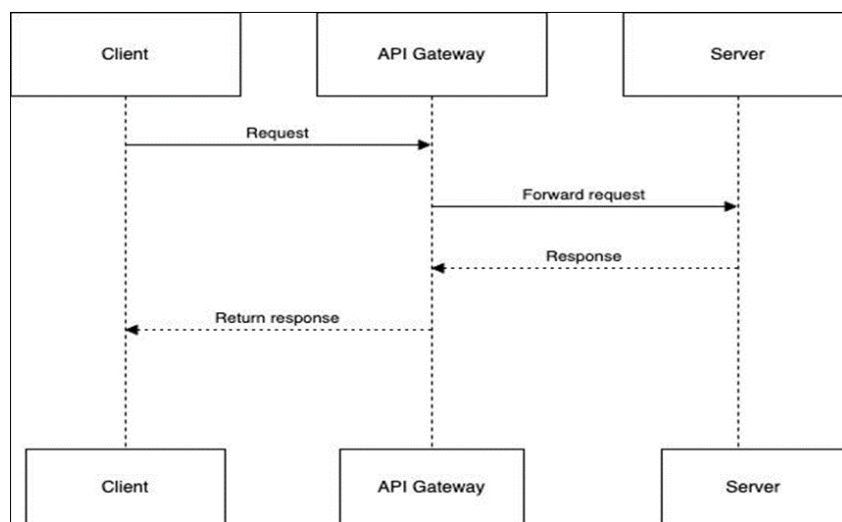 Client
API Gateway
Server
Request
Forward request
Response
Return response
Client
API Gateway
Server